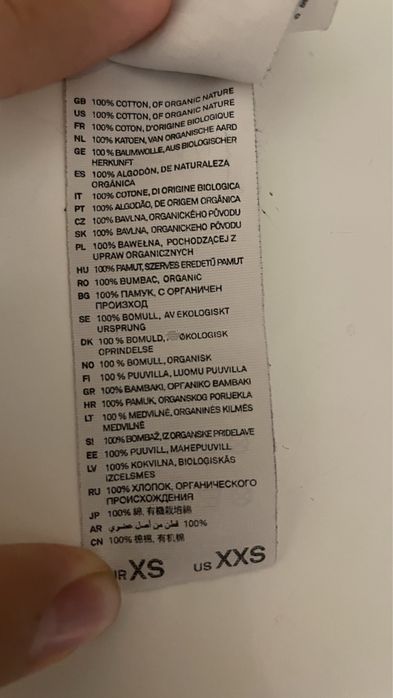 GB 100% COTTON, OF ORGANIC NATURE
US 100% COTTON, OF ORGANIC NATURE
FR 100% COTON, D'ORIGINE BIOLOGIQUE
NL 100% KATOEN, VAN ORGANISCHE AARD
GE 100% BAUMWOLLE, AUS BIOLOGISCHER
HERKUNFT
ES 100% ALGODÓN, DE NATURALEZA
ORGÁNICA
IT 100% COTONE, DI ORIGINE BIOLOGICA
PT 100% ALGODÃO, DE ORIGEM ORGÂNICA
CZ 100% BAVLNA, ORGANICKÉHO PŮVODU
SK 100% BAVLNA, ORGANICKÉHO PÔVODU
PL 100% BAWEŁNA, POCHODZĄCEJ Z
UPRAW ORGANICZNYCH
HU 100% PAMUT, SZERVES EREDETŰ PAMUT
RO 100% BUMBAC, ORGANIC
BG 100% ПАМУК, С ОРГАНИЧЕН
ПРОИЗХОД
SE 100% BOMULL, AV EKOLOGISKT
URSPRUNG
DK 100 % BOMULD, ØKOLOGISK
OPRINDELSE
NO 100 % BOMULL, ORGANISK
FI 100 % PUUVILLA, LUOMU PUUVILLA
GR 100% ΒΑΜΒΑΚΙ, ΟΡΓΑΝΙΚΟ ΒΑΜΒΑΚΙ
HR 100% PAMUK, ORGANSKOG PORIJEKLA
LT 100 % MEDVILNĖ, ORGANINĖS KILMĖS
MEDVILNĖ
SI 100% BOMBAŽ, IZ ORGANSKE PRIDELAVE
EE 100% PUUVILL, MAHEPUUVILL
LV 100% KOKVILNA, BIOLOĢISKĀS
IZCELSMES
RU 100% ХЛОПОК, ОРГАНИЧЕСКОГО
ПРОИСХОЖДЕНИЯ
JP 100% 綿, 有機栽培綿
AR 100% قطن من أصل عضوي
CN 100% 棉, 有机棉
XS US XXS